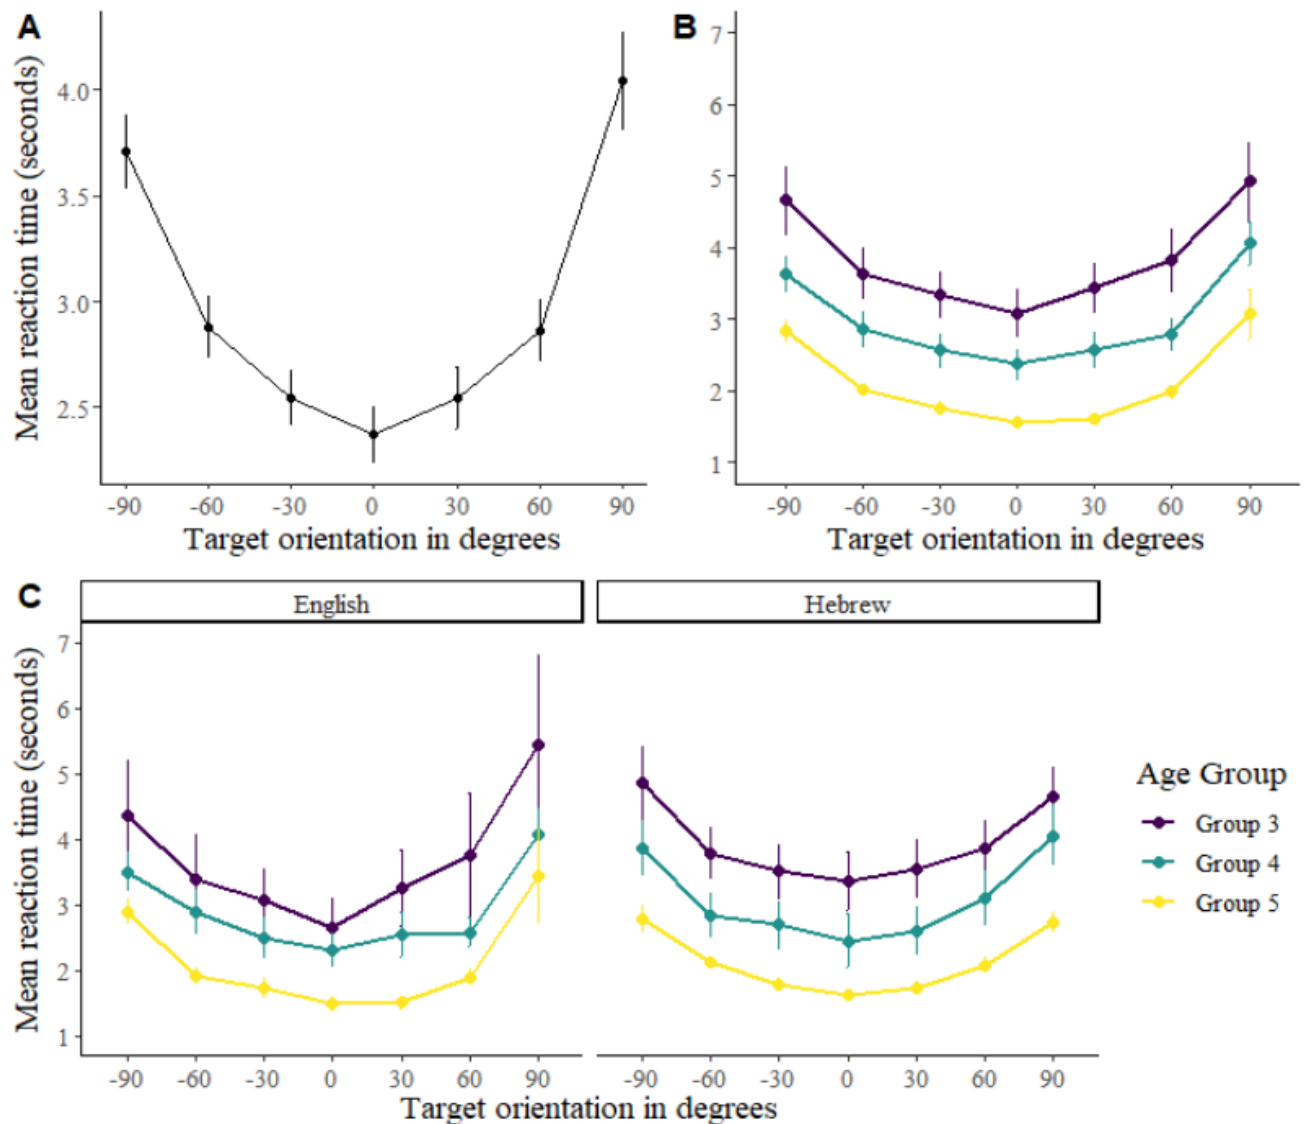 A
Mean reaction time (seconds)
4.0
3.5
3.0
2.5
-90 -60 -30 0 30 60 90
Target orientation in degrees
B
7
6
5
4
3
2
1
-90 -60 -30 0 30 60 90
Target orientation in degrees
C
English
Hebrew
Mean reaction time (seconds)
7
6
5
4
3
2
1
-90 -60 -30 0 30 60 90
-90 -60 -30 0 30 60 90
Target orientation in degrees
Age Group
Group 3
Group 4
Group 5